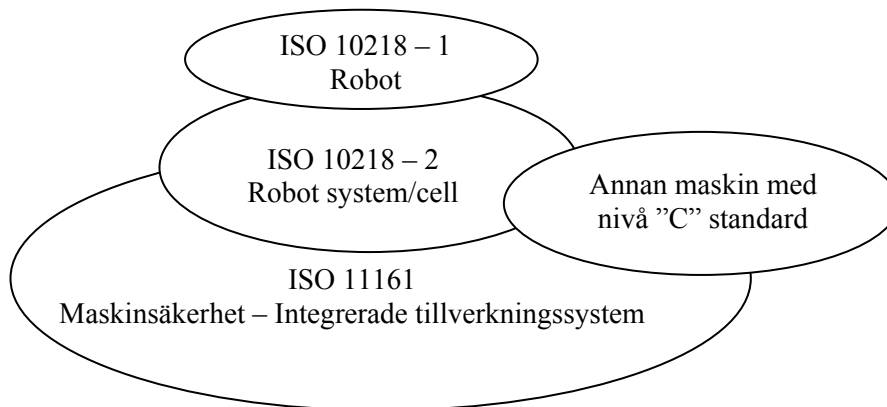 ISO 10218 – 1
Robot
ISO 10218 – 2
Robot system/cell
Annan maskin med
nivå ”C” standard
ISO 11161
Maskinsäkerhet – Integrerade tillverkningssystem